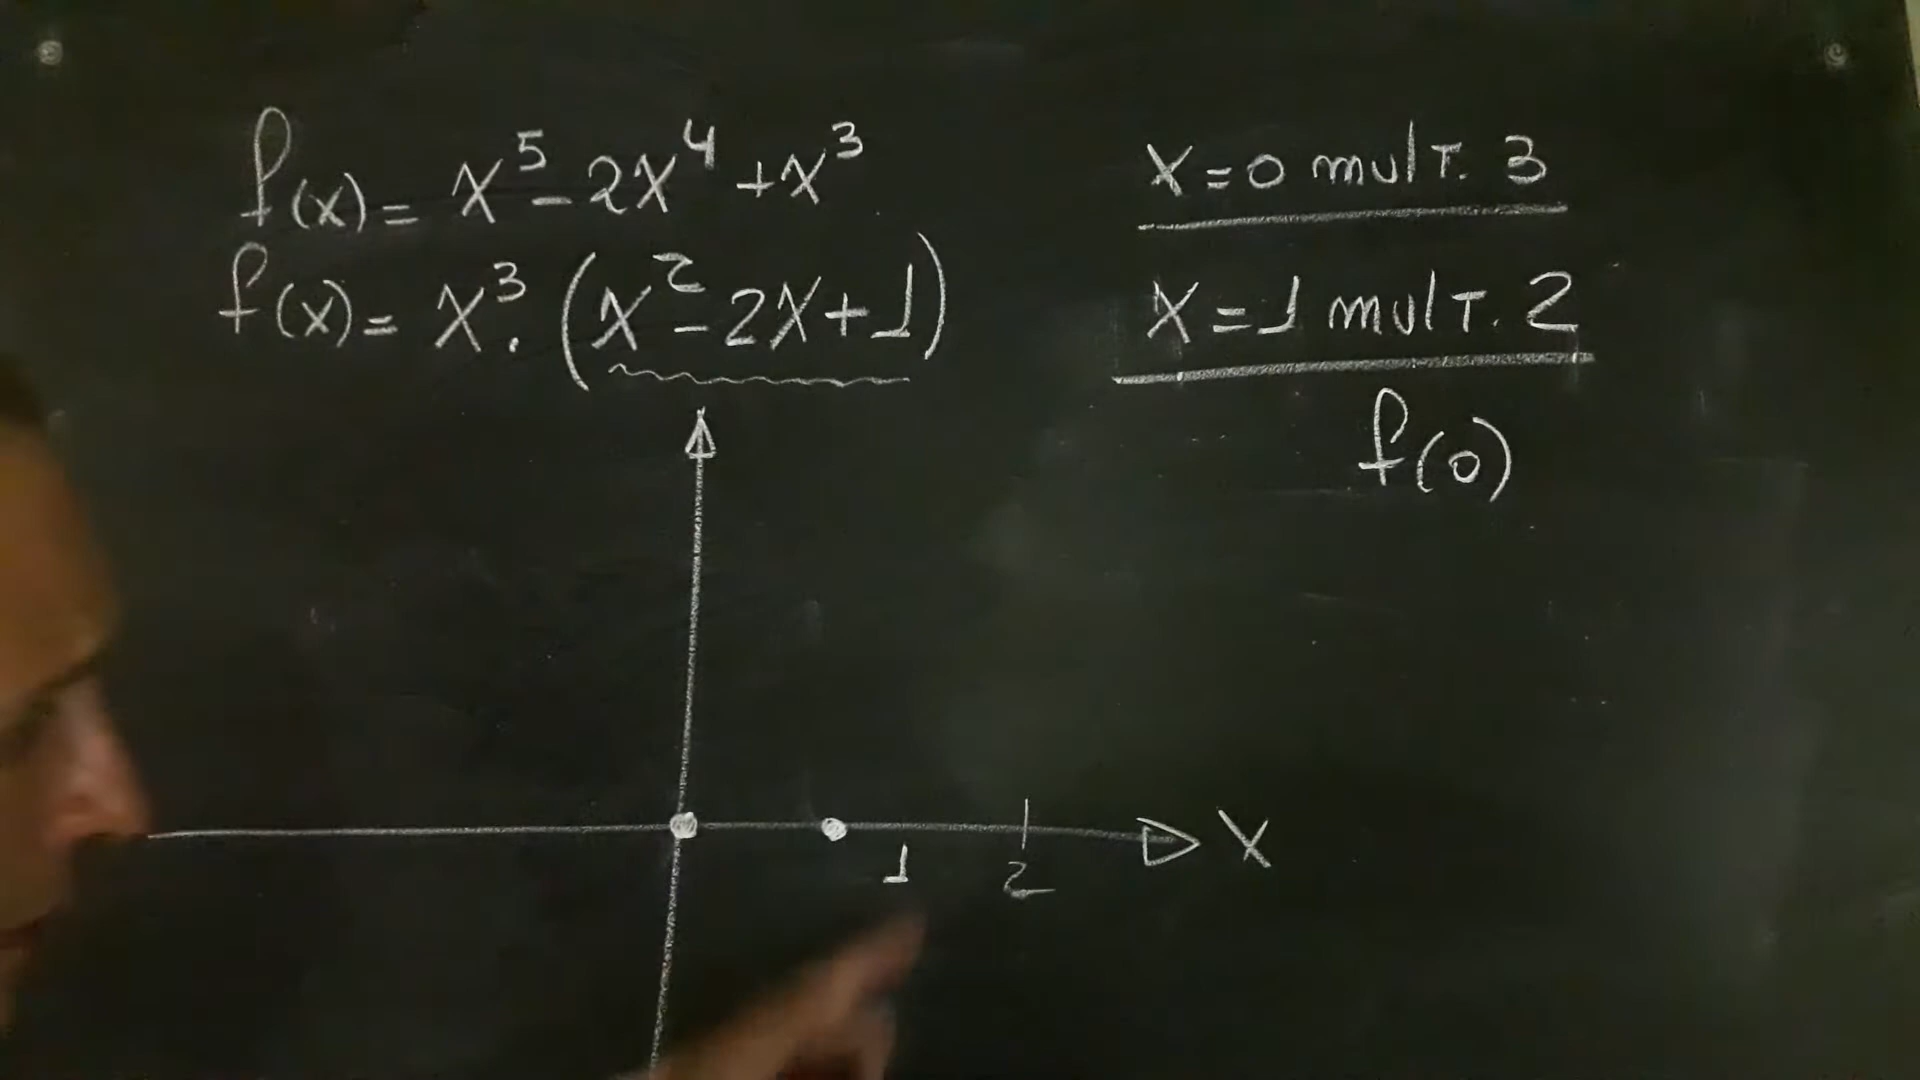 f(x)= x⁵-2x⁴+x³
f(x)= x³.(x²-2x+1)
x=0 mulT. 3
x=1 mulT. 2
f(0)
1 2 X